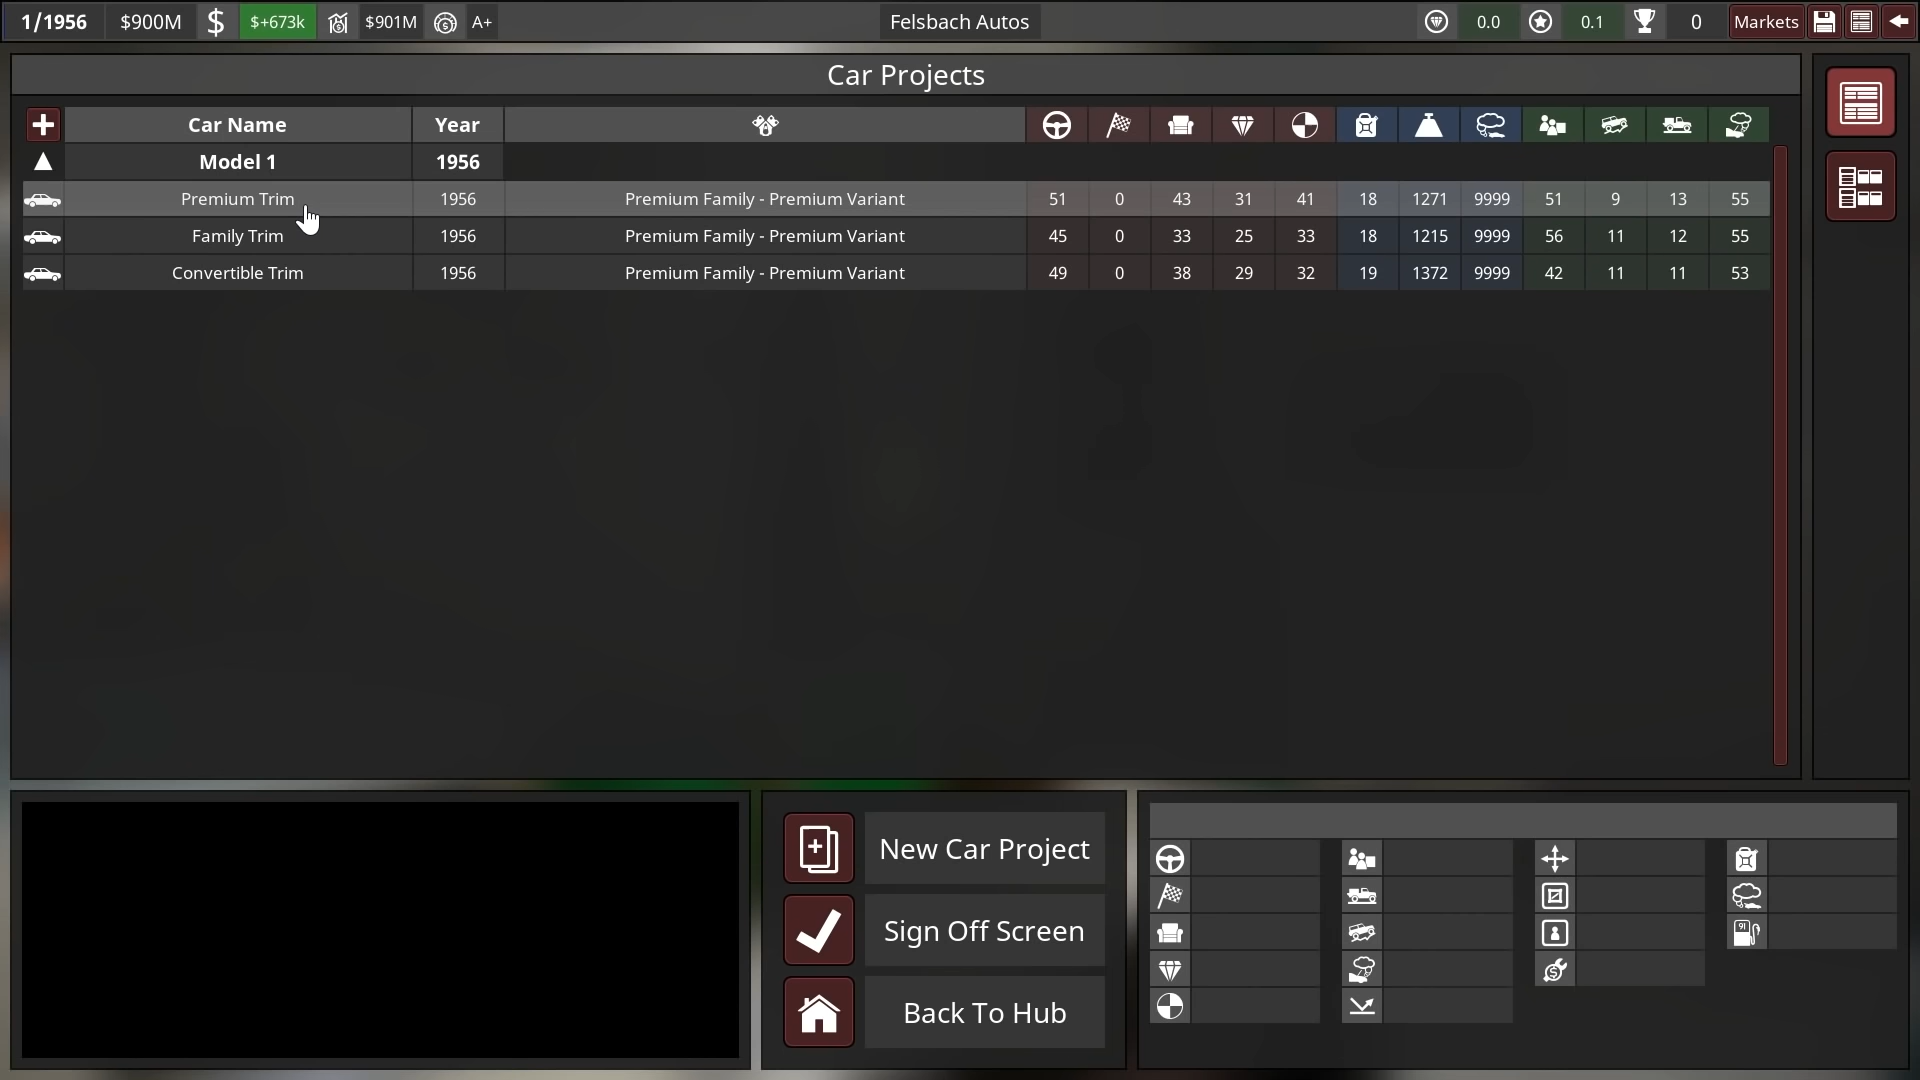 1/1956 $900M $+673k $901M A+ Felsbach Autos 0.0 0.1 0 Markets
Car Projects
Car Name Year
Model 1 1956
Premium Trim 1956 Premium Family - Premium Variant 51 0 43 31 41 18 1271 9999 51 9 13 55
Family Trim 1956 Premium Family - Premium Variant 45 0 33 25 33 18 1215 9999 56 11 12 55
Convertible Trim 1956 Premium Family - Premium Variant 49 0 38 29 32 19 1372 9999 42 11 11 53
New Car Project
Sign Off Screen
91
Back To Hub